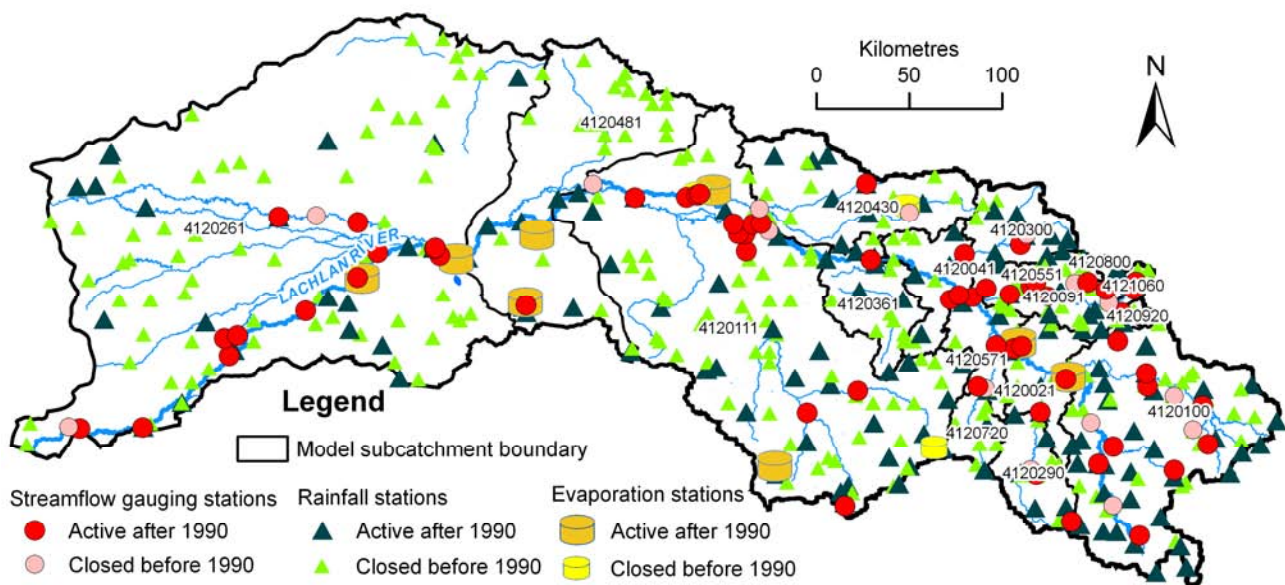 Kilometres
0 50 100
N
4120481
4120261
LACHLAN RIVER
4120430
4120300
4120041
4120551
4120800
4120091
4121060
4120920
4120361
4120111
4120571
4120021
4120100
4120720
4120290
Legend
Model subcatchment boundary
Streamflow gauging stations
Active after 1990
Closed before 1990
Rainfall stations
Active after 1990
Closed before 1990
Evaporation stations
Active after 1990
Closed before 1990